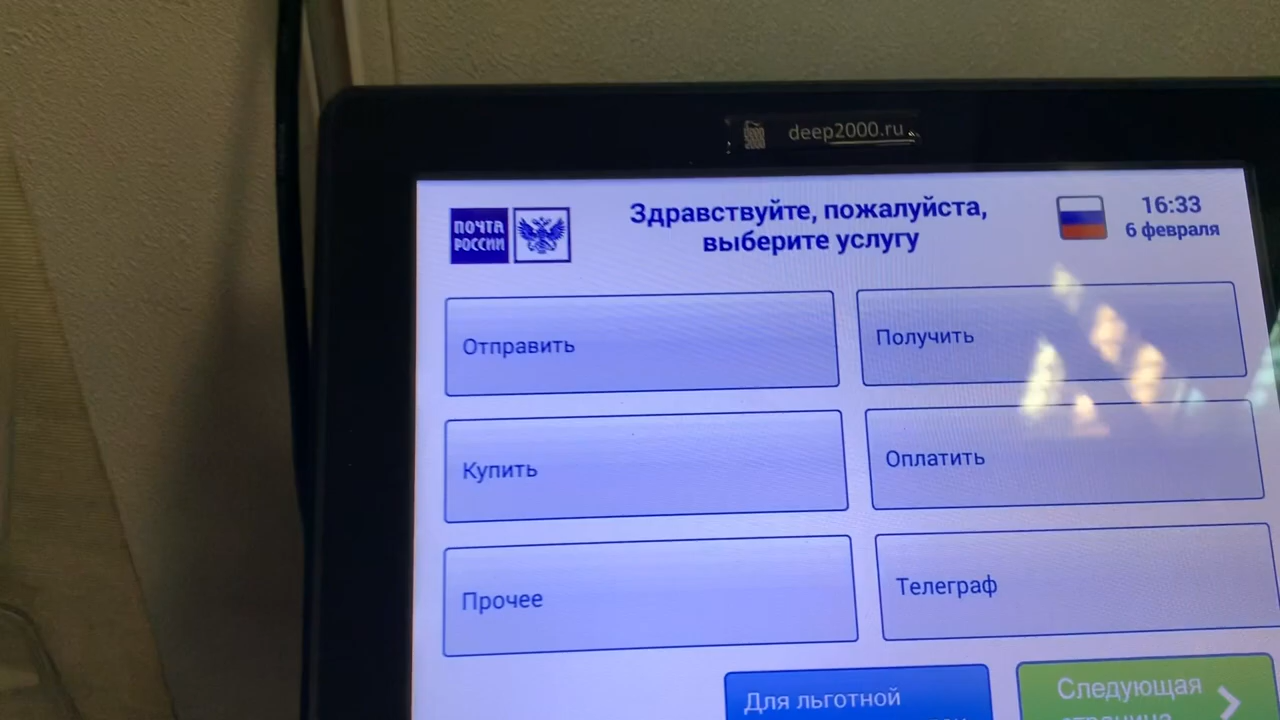 deep2000.ru
ПОЧТА
РОССИИ
Здравствуйте, пожалуйста,
выберите услугу
16:33
6 февраля
Отправить
Получить
Купить
Оплатить
Прочее
Телеграф
Для льготной
Следующая
страница